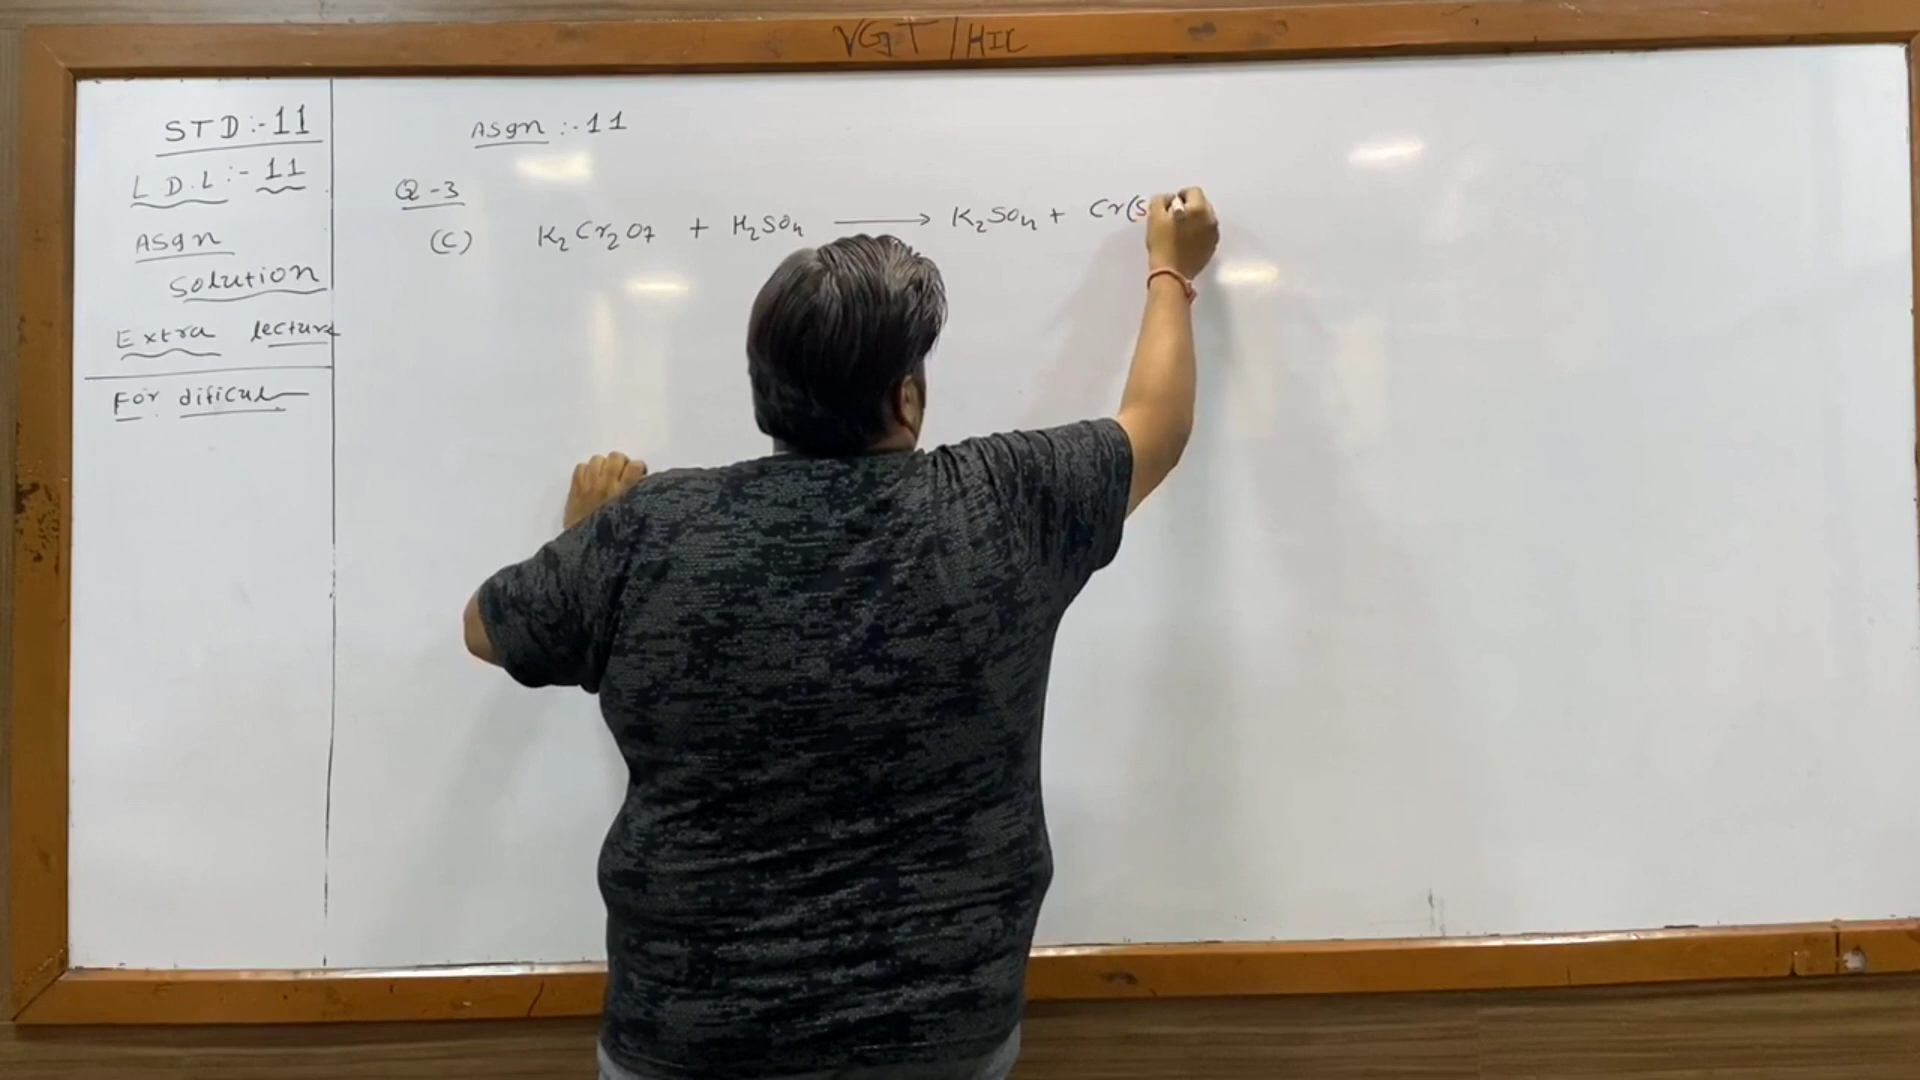 VGT/HIL
STD:-11
L D.L:- 11
Asgn
Solution
Extra lecture
For dificul
Asgn :-11
Q-3
(C) K₂Cr₂O7 + H₂SO₄ ⟶ K₂SO₄ + Cr(S